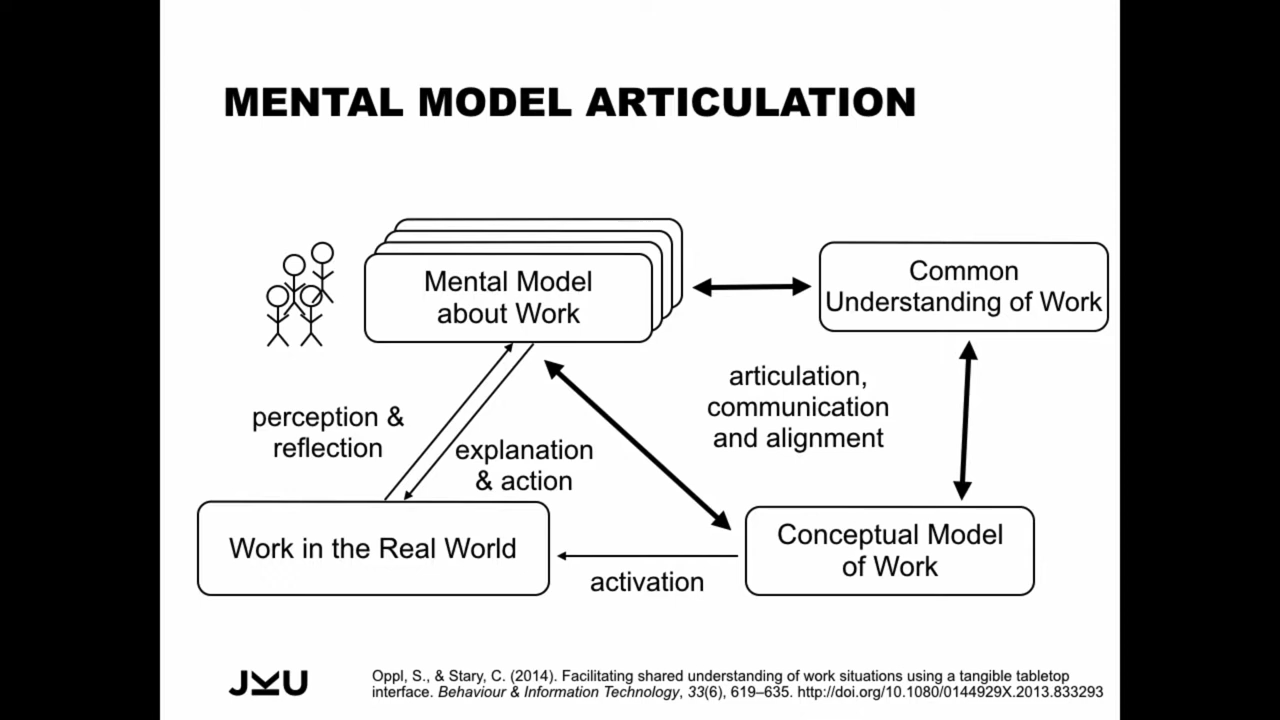 MENTAL MODEL ARTICULATION
Mental Model
about Work
Common
Understanding of Work
articulation,
communication
and alignment
perception &
reflection
explanation
& action
Work in the Real World
Conceptual Model
of Work
activation
JKU
Oppl, S., & Stary, C. (2014). Facilitating shared understanding of work situations using a tangible tabletop
interface. Behaviour & Information Technology, 33(6), 619–635. http://doi.org/10.1080/0144929X.2013.833293